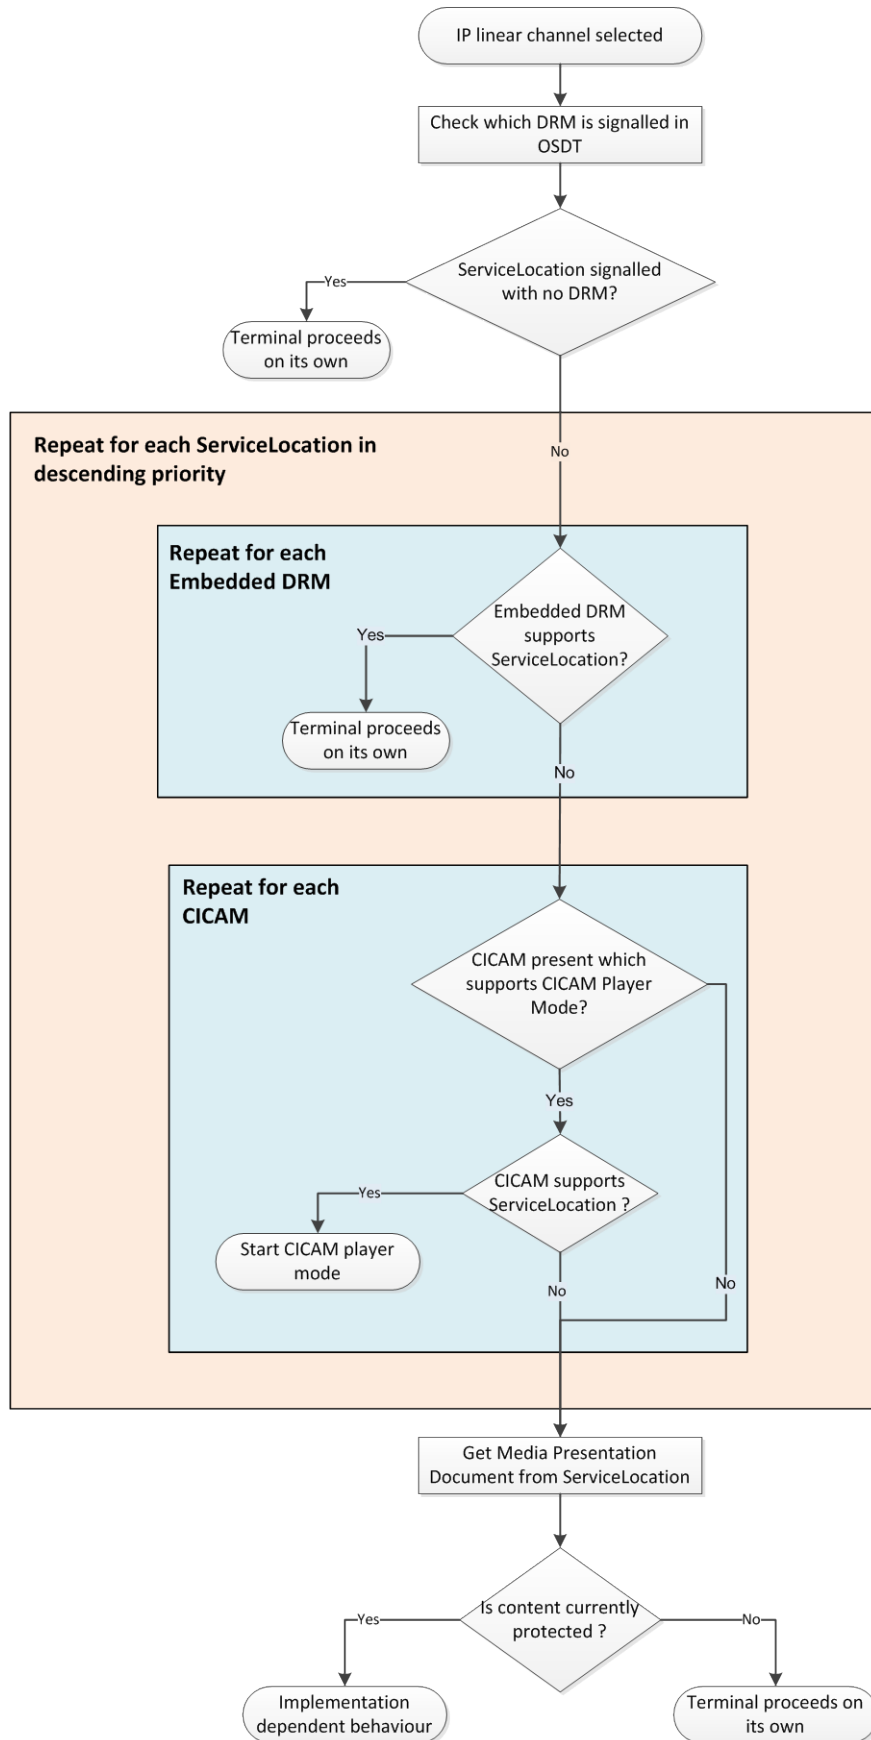 IP linear channel selected
Check which DRM is signalled in
OSDT
ServiceLocation signalled
with no DRM?
Yes
Terminal proceeds
on its own
No
Repeat for each ServiceLocation in
descending priority
Repeat for each
Embedded DRM
Embedded DRM
supports
ServiceLocation?
Yes
Terminal proceeds
on its own
No
Repeat for each
CICAM
CICAM present which
supports CICAM Player
Mode?
Yes
CICAM supports
ServiceLocation ?
Yes
Start CICAM player
mode
No
No
Get Media Presentation
Document from ServiceLocation
Is content currently
protected ?
Yes
No
Implementation
dependent behaviour
Terminal proceeds on
its own